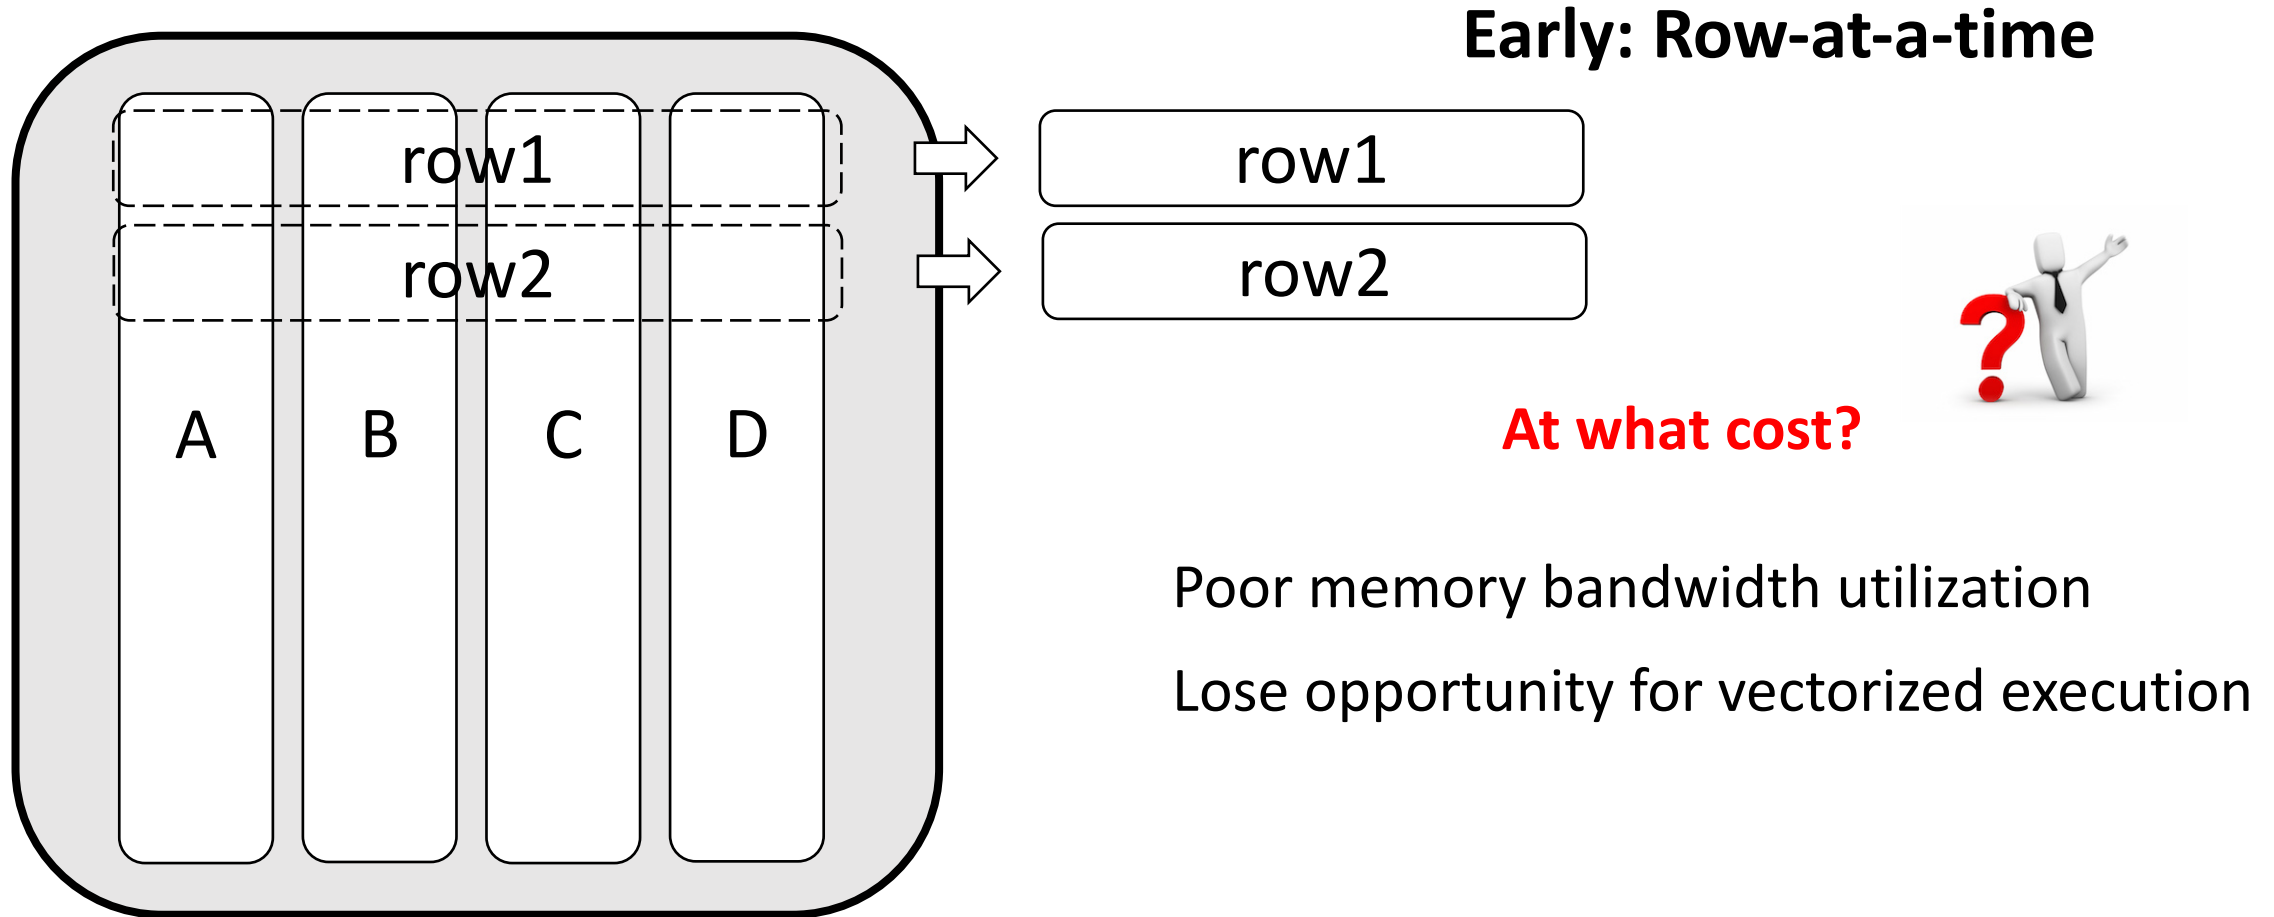 Early: Row-at-a-time
row1
row1
row2
row2
A B C D
At what cost?
Poor memory bandwidth utilization
Lose opportunity for vectorized execution